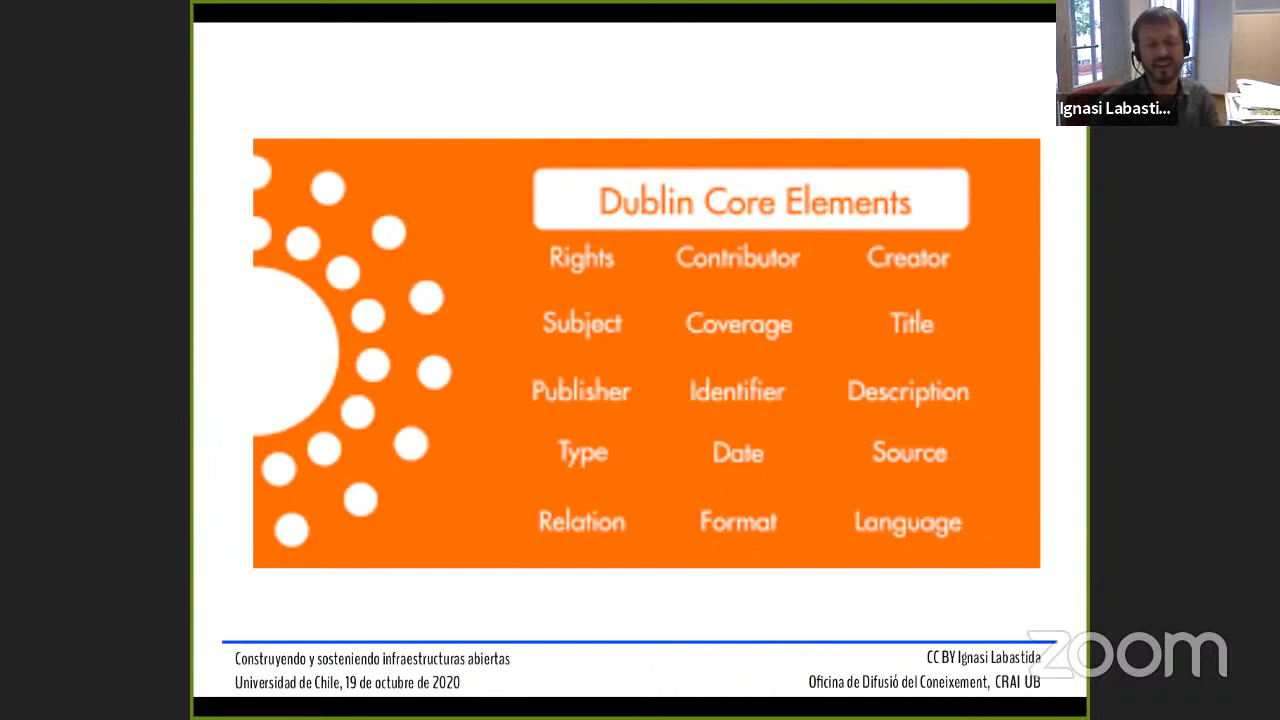 Ignasi Labasti...
Dublin Core Elements
Rights Contributor Creator
Subject Coverage Title
Publisher Identifier Description
Type Date Source
Relation Format Language
Construyendo y sosteniendo infraestructuras abiertas
Universidad de Chile, 19 de octubre de 2020
CC BY Ignasi Labastida
Oficina de Difusió del Coneixement, CRAI UB
zoom